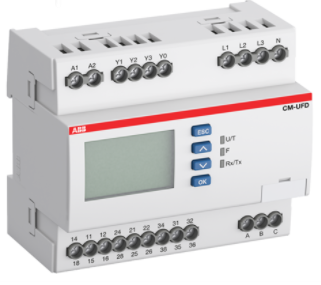 A1 A2 Y1 Y2 Y3 Y0 L1 L2 L3 N
ABB CM-UFD
ESC
U/T
F
Rx/Tx
OK
14 11 12 24 21 22 34 31 32 A B C
18 15 16 28 25 26 38 35 36